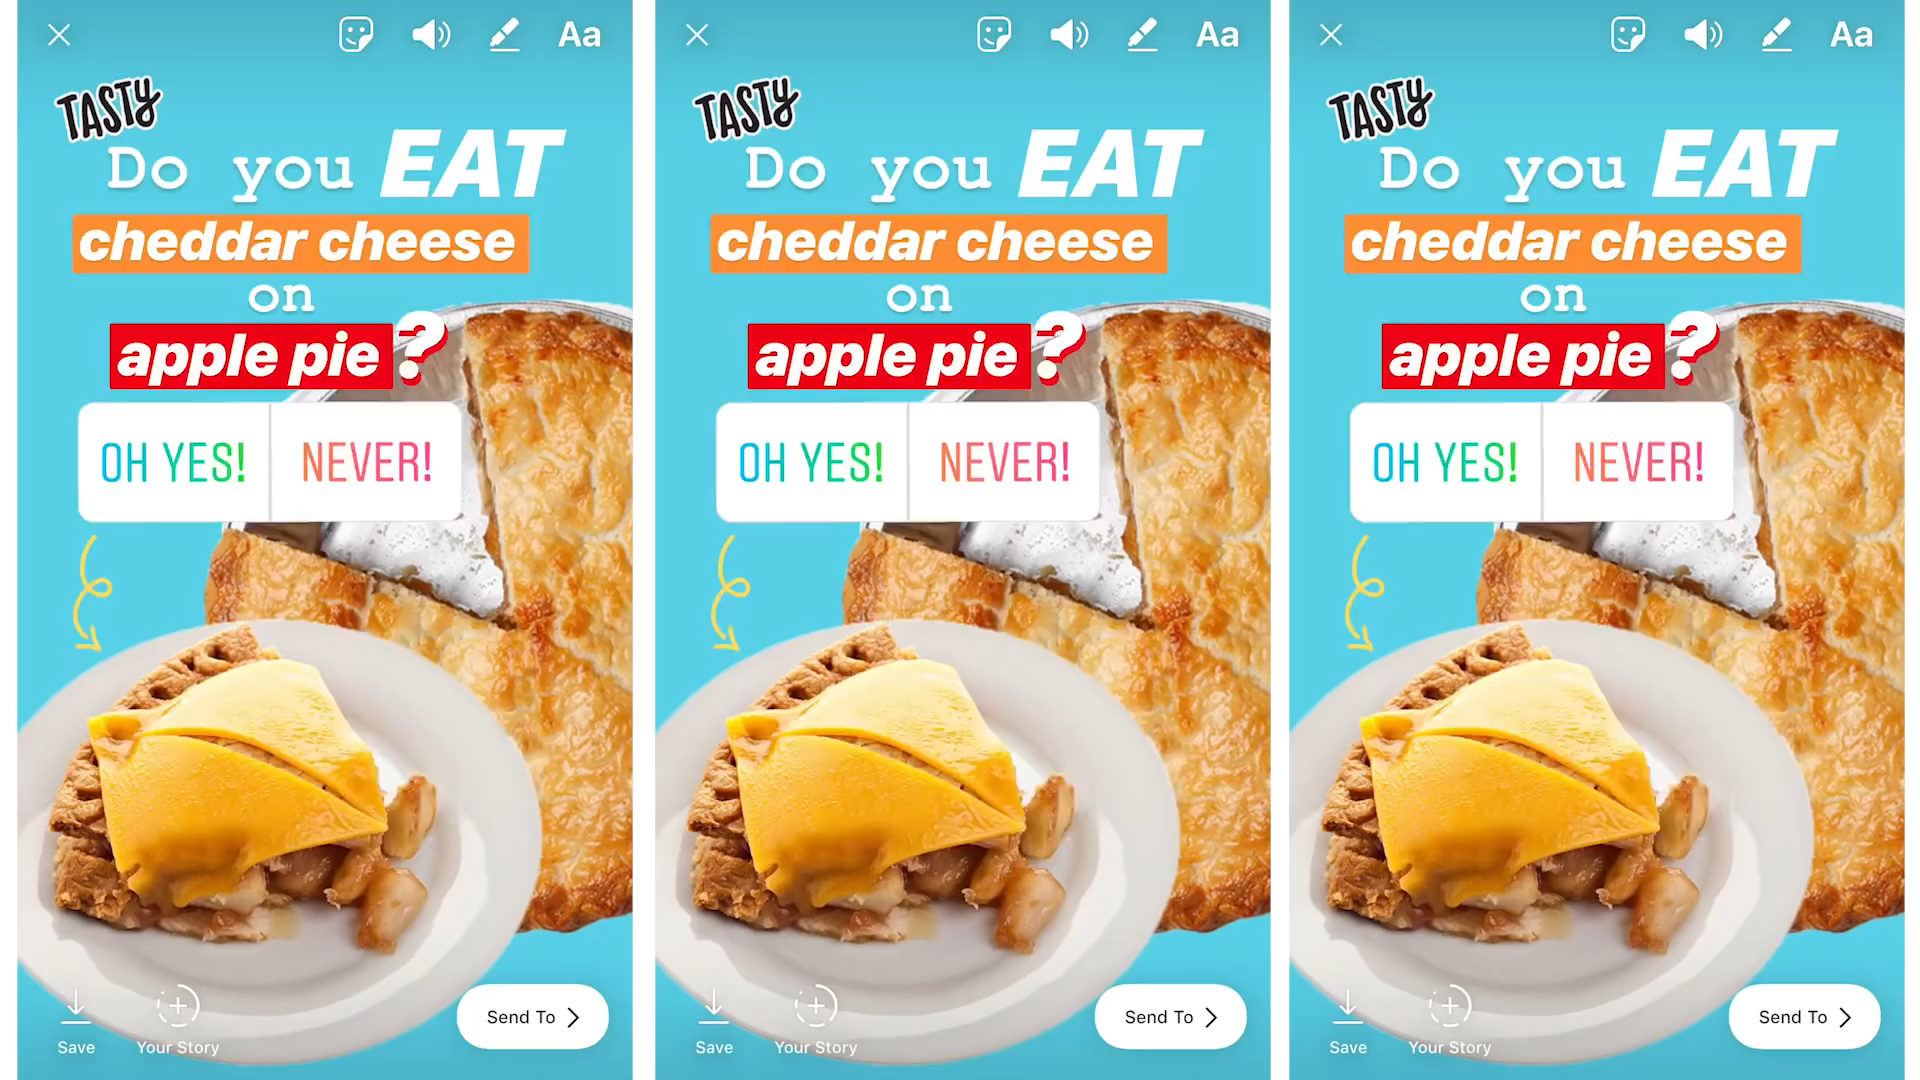 Aa
TASTY
Do you EAT
cheddar cheese
on
apple pie?
OH YES! NEVER!
Save Your Story Send To
Aa
TASTY
Do you EAT
cheddar cheese
on
apple pie?
OH YES! NEVER!
Save Your Story Send To
Aa
TASTY
Do you EAT
cheddar cheese
on
apple pie?
OH YES! NEVER!
Save Your Story Send To